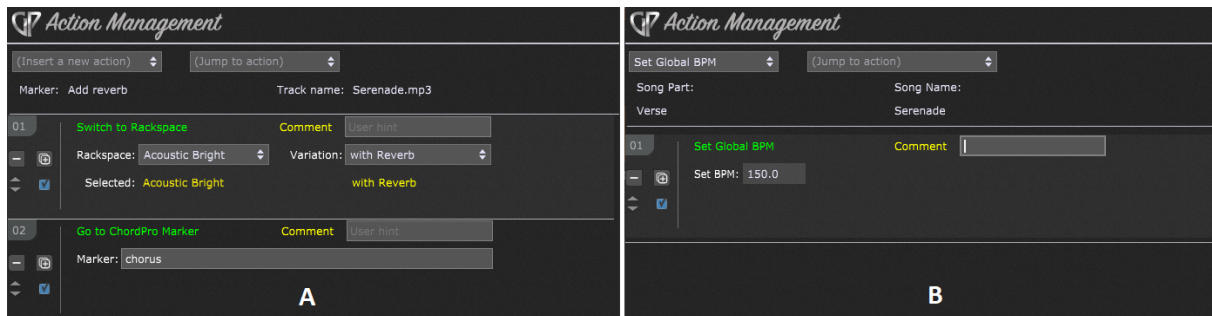 GP Action Management
(Insert a new action) (Jump to action)
Marker: Add reverb Track name: Serenade.mp3
01 Switch to Rackspace Comment User hint
Rackspace: Acoustic Bright Variation: with Reverb
Selected: Acoustic Bright with Reverb
02 Go to ChordPro Marker Comment User hint
Marker: chorus
A
GP Action Management
Set Global BPM (Jump to action)
Song Part: Song Name:
Verse Serenade
01 Set Global BPM Comment
Set BPM: 150.0
B